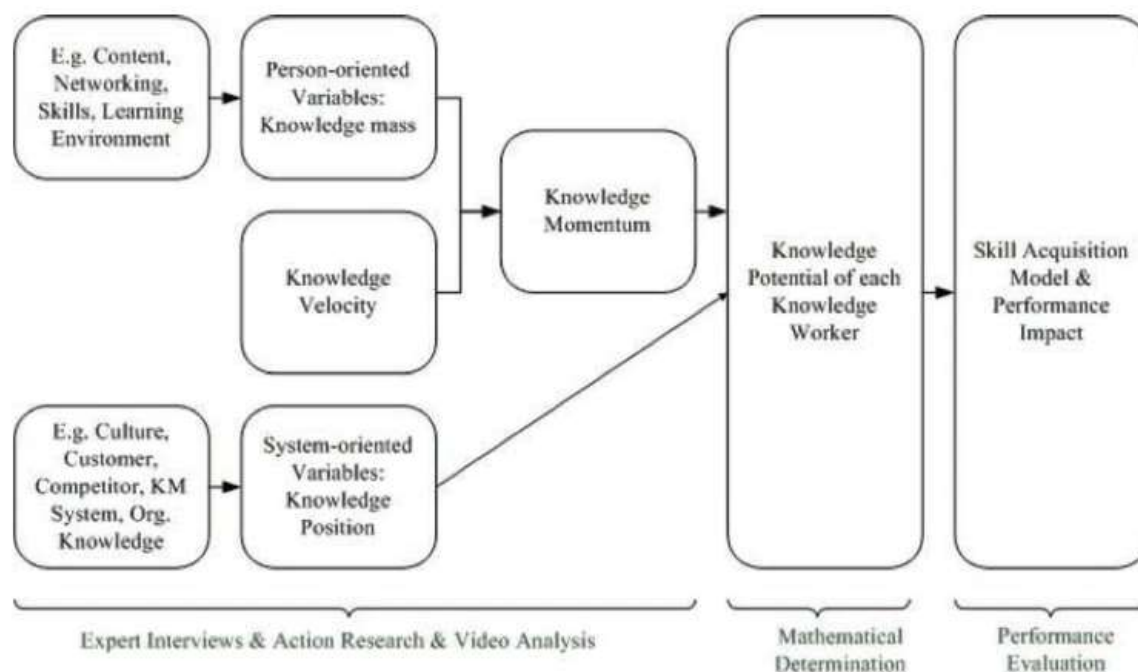 E.g. Content,
Networking,
Skills, Learning
Environment
Person-oriented
Variables:
Knowledge mass
Knowledge
Velocity
Knowledge
Momentum
E.g. Culture,
Customer,
Competitor, KM
System, Org.
Knowledge
System-oriented
Variables:
Knowledge
Position
Knowledge
Potential of each
Knowledge
Worker
Skill Acquisition
Model &
Performance
Impact
Expert Interviews & Action Research & Video Analysis
Mathematical
Determination
Performance
Evaluation